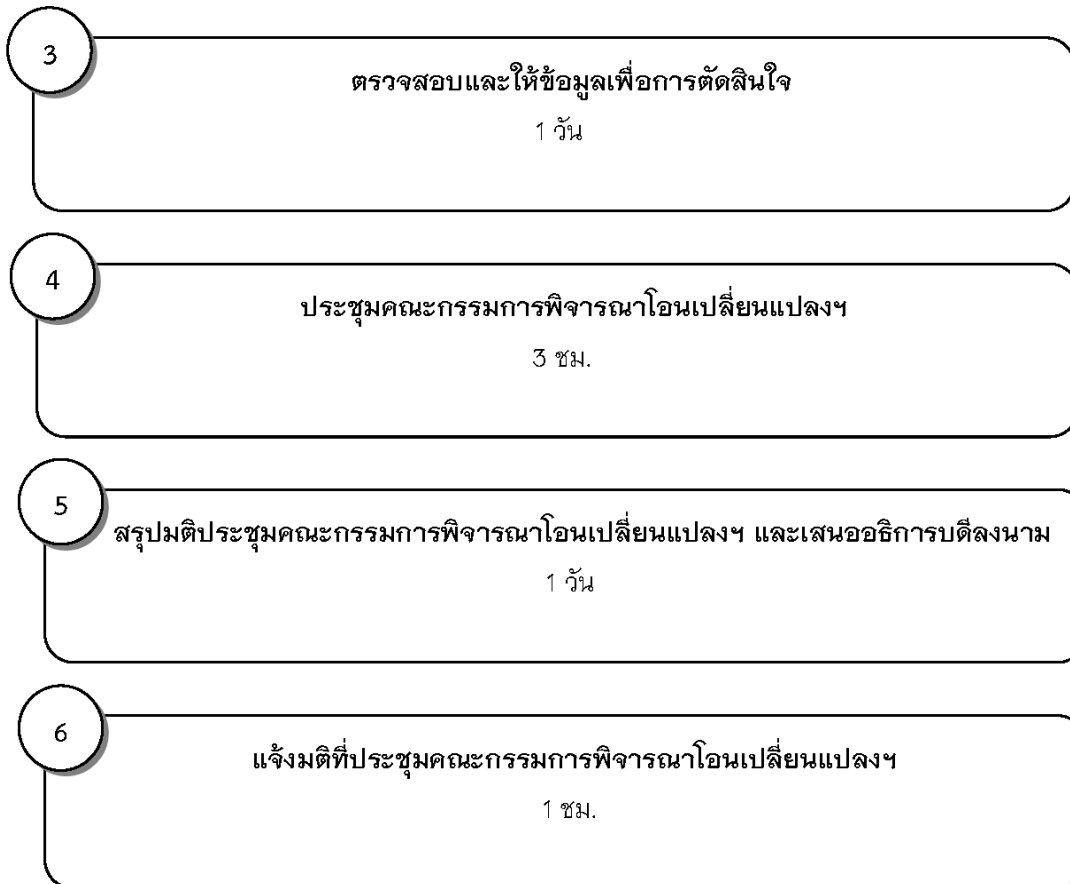 3
ตรวจสอบและให้ข้อมูลเพื่อการตัดสินใจ
1 วัน
4
ประชุมคณะกรรมการพิจารณาโอนเปลี่ยนแปลงฯ
3 ชม.
5
สรุปมติประชุมคณะกรรมการพิจารณาโอนเปลี่ยนแปลงฯ และเสนออธิการบดีลงนาม
1 วัน
6
แจ้งมติที่ประชุมคณะกรรมการพิจารณาโอนเปลี่ยนแปลงฯ
1 ชม.